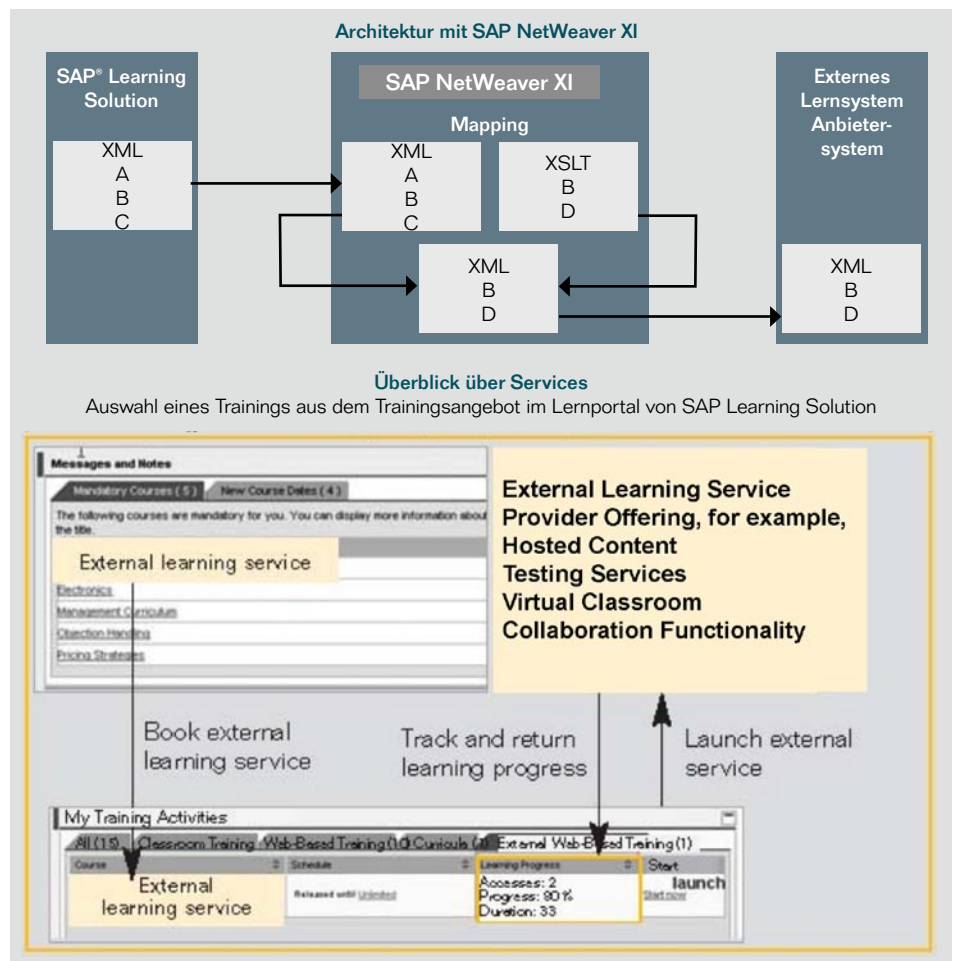 Architektur mit SAP NetWeaver XI
SAP® Learning
Solution
XML
A
B
C
SAP NetWeaver XI
Mapping
XML
A
B
C
XSLT
B
D
XML
B
D
Externes
Lernsystem
Anbieter-
system
XML
B
D
Überblick über Services
Auswahl eines Trainings aus dem Trainingsangebot im Lernportal von SAP Learning Solution
Messages and Notes
Mandatory Courses (5) New Course Dates (4)
The following courses are mandatory for you. You can display more information about
the title.
External learning service
Electronics
Management Curriculum
Objection Handling
Pricing Strategies
External Learning Service
Provider Offering, for example,
Hosted Content
Testing Services
Virtual Classroom
Collaboration Functionality
Book external
learning service
Track and return
learning progress
Launch external
service
My Training Activities
All (15) Classroom Training Web-Based Training External Web-Based Training (1)
Course Schedule Learning Progress Start
External
learning service
Released until Unlimited
Accesses: 2
Progress: 80 %
Duration: 33
launch
Start now